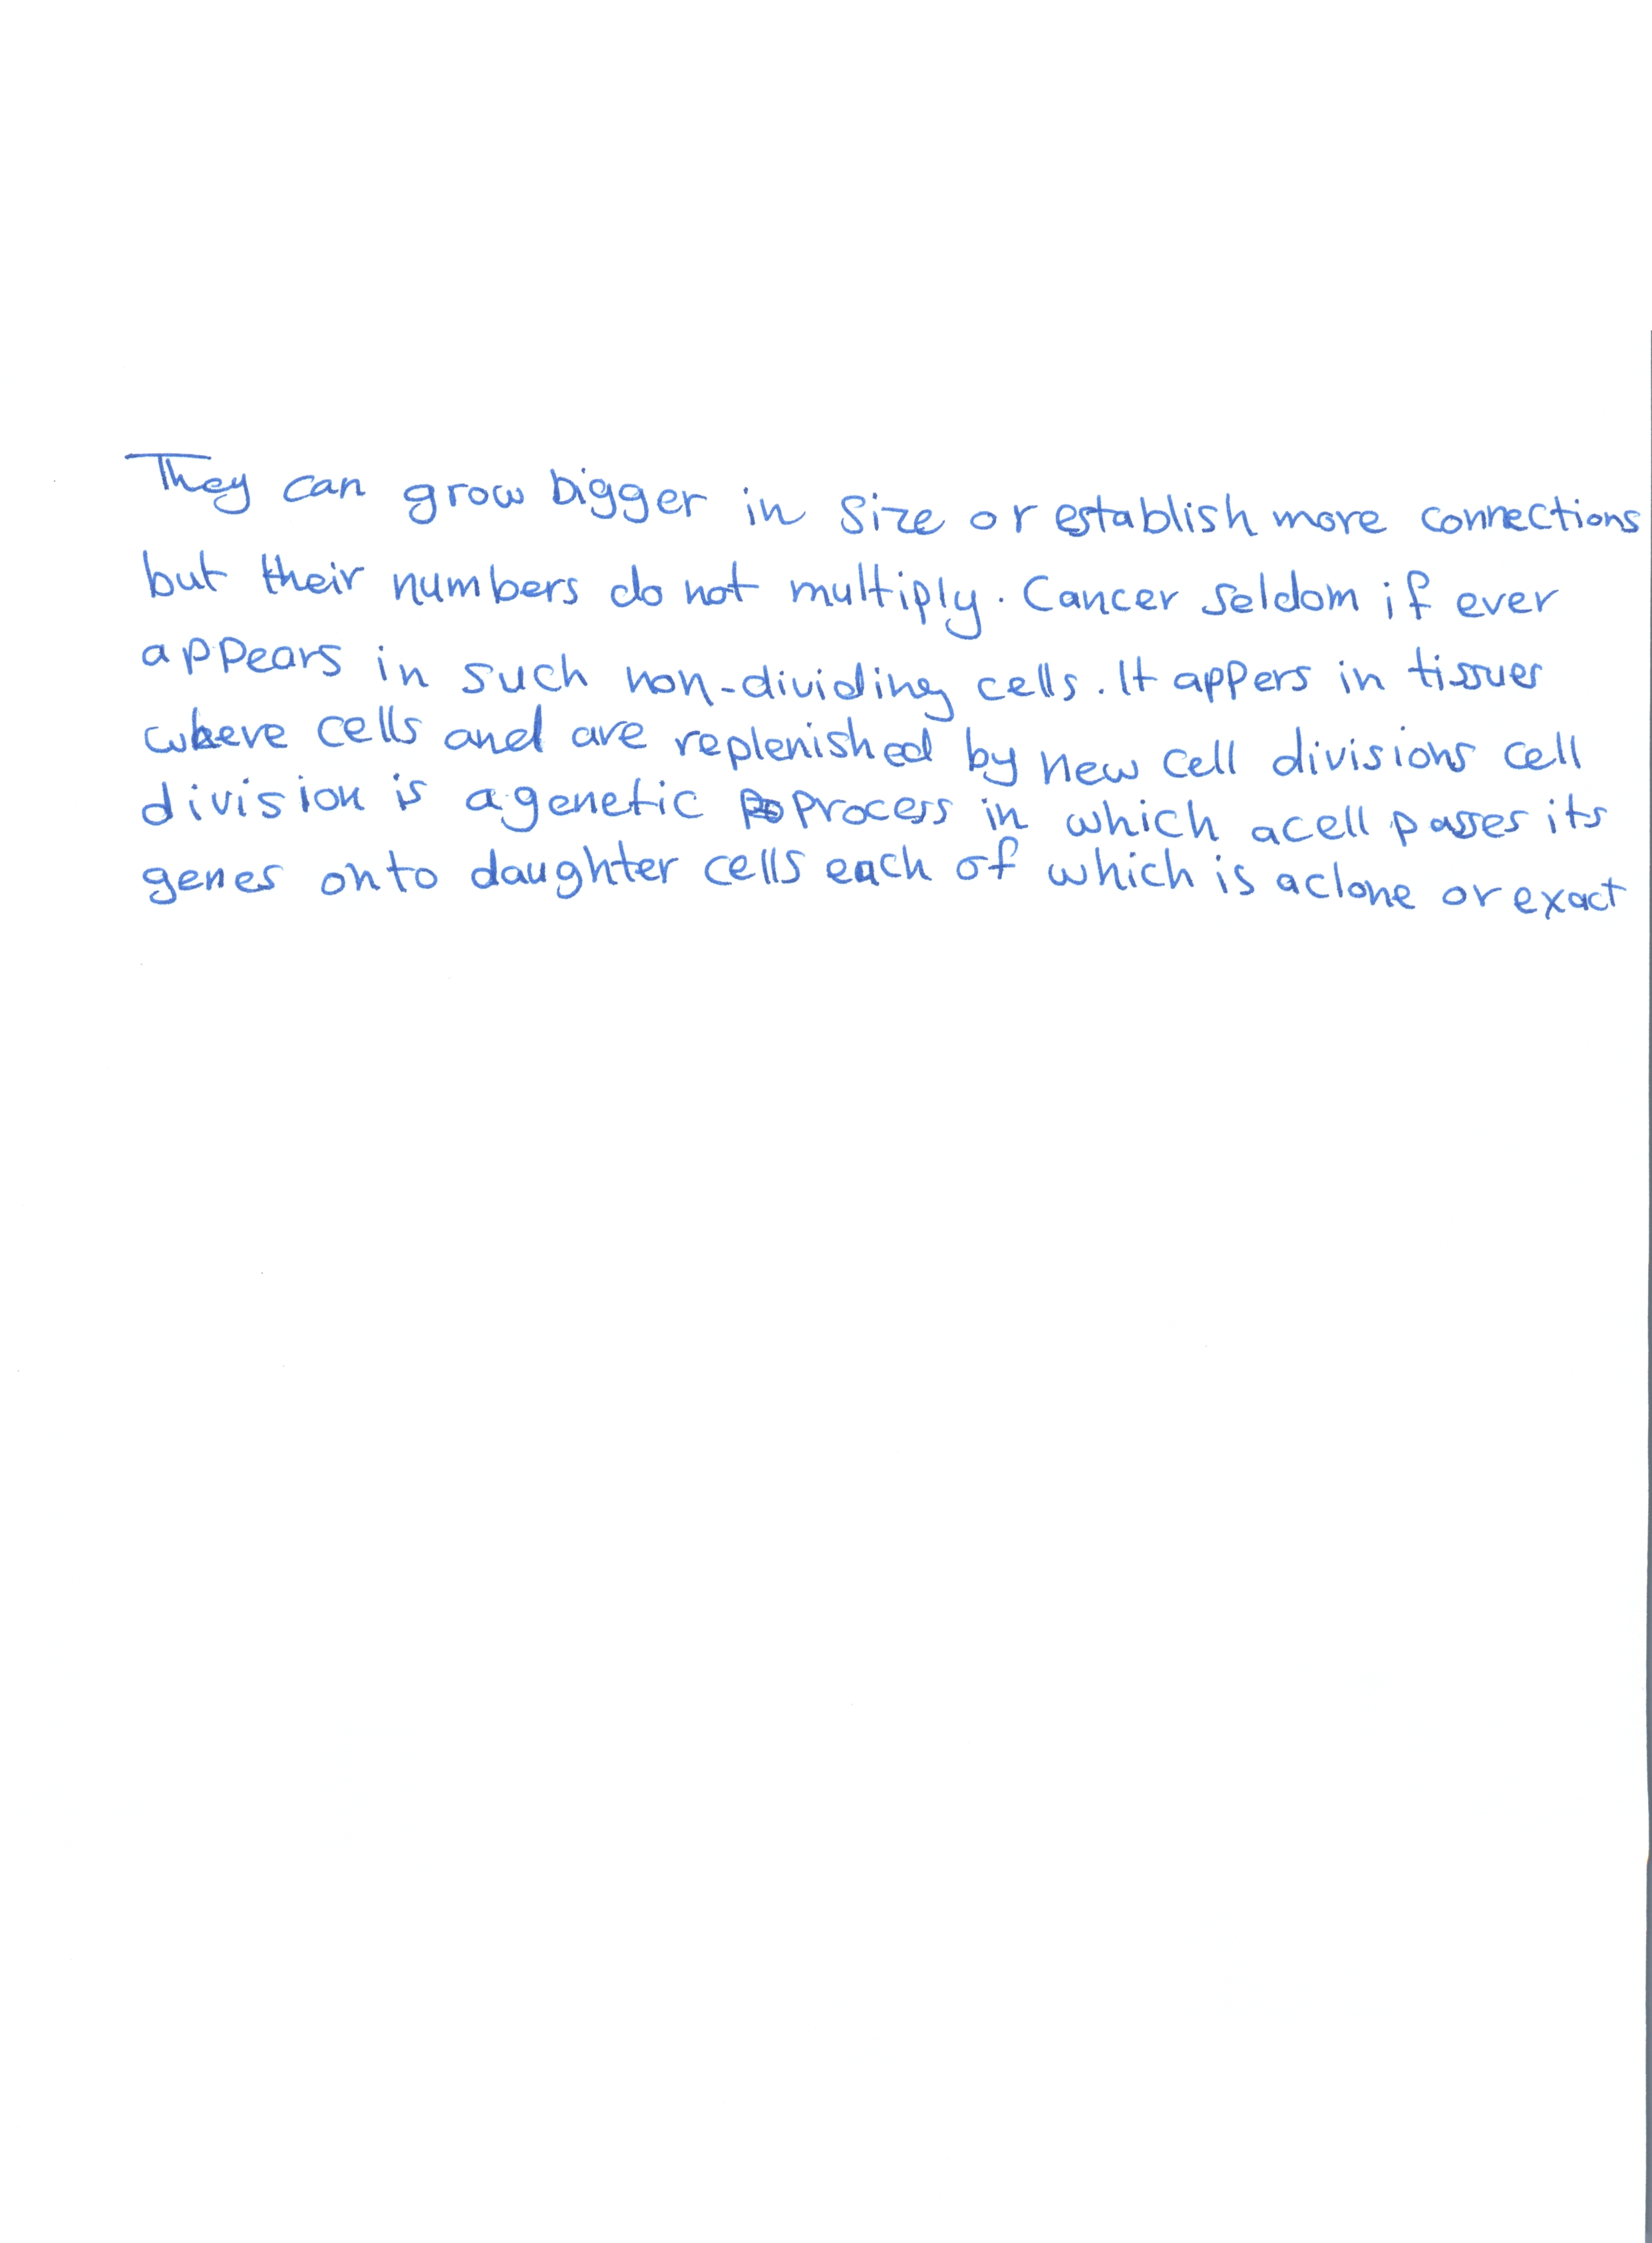 They can grow bigger in size or establish more connections
but their numbers do not multiply. Cancer seldom if ever
appears in such non-dividing cells. It appers in tissues
where cells and are replenished by new cell divisions cell
division is a genetic process in which a cell passes its
genes onto daughter cells each of which is a clone or exact